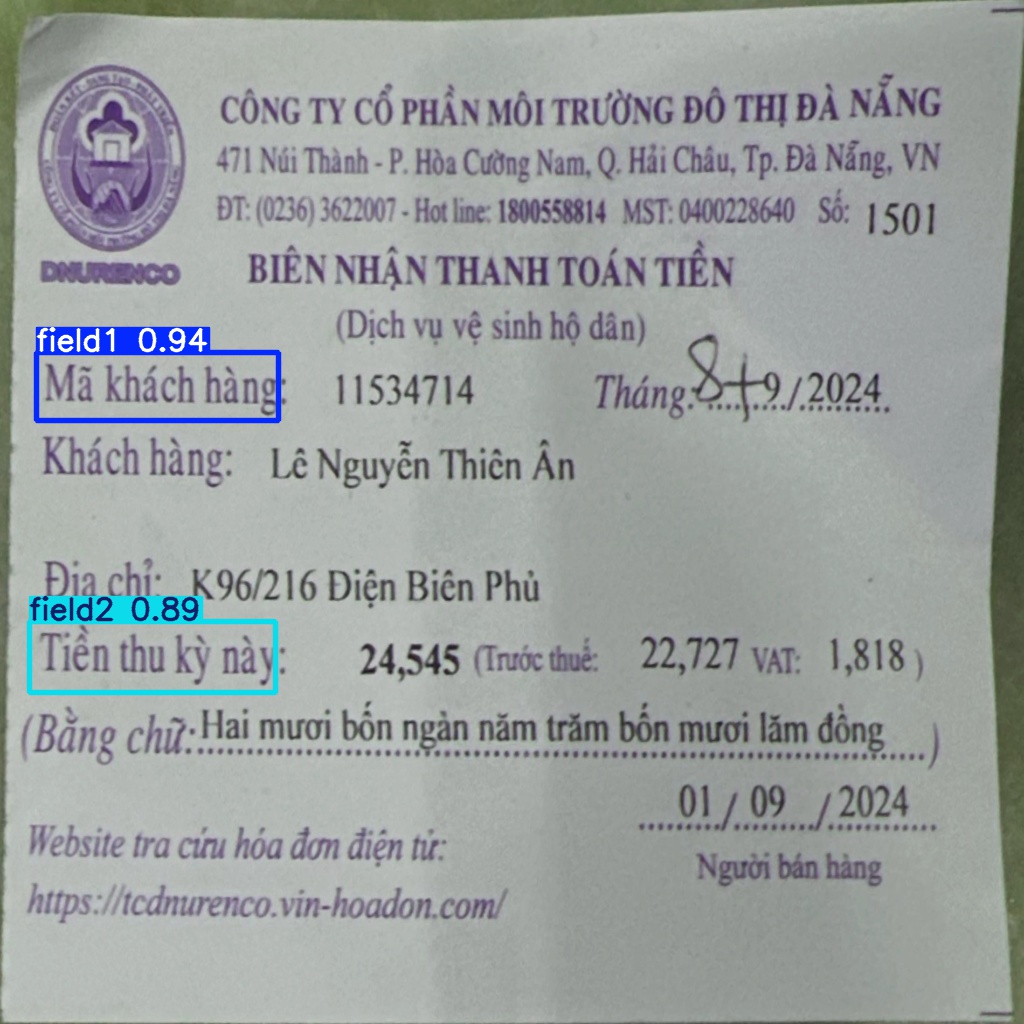 CÔNG TY CỔ PHẦN MÔI TRƯỜNG ĐÔ THỊ ĐÀ NẴNG
471 Núi Thành - P. Hòa Cường Nam, Q. Hải Châu, Tp. Đà Nẵng, VN
ĐT: (0236) 3622007 - Hot line: 1800558814 MST: 0400228640 Số: 1501
DNURENCO
BIÊN NHẬN THANH TOÁN TIỀN
(Dịch vụ vệ sinh hộ dân)
field1 0.94
Mã khách hàng: 11534714 Tháng: 8+9/2024
Khách hàng: Lê Nguyễn Thiên Ân
Địa chỉ: K96/216 Điện Biên Phủ
field2 0.89
Tiền thu kỳ này: 24,545 (Trước thuế: 22,727 VAT: 1,818 )
(Bằng chữ: Hai mươi bốn ngàn năm trăm bốn mươi lăm đồng )
01 / 09 / 2024
Người bán hàng
Website tra cứu hóa đơn điện tử:
https://tcdnurenco.vin-hoadon.com/